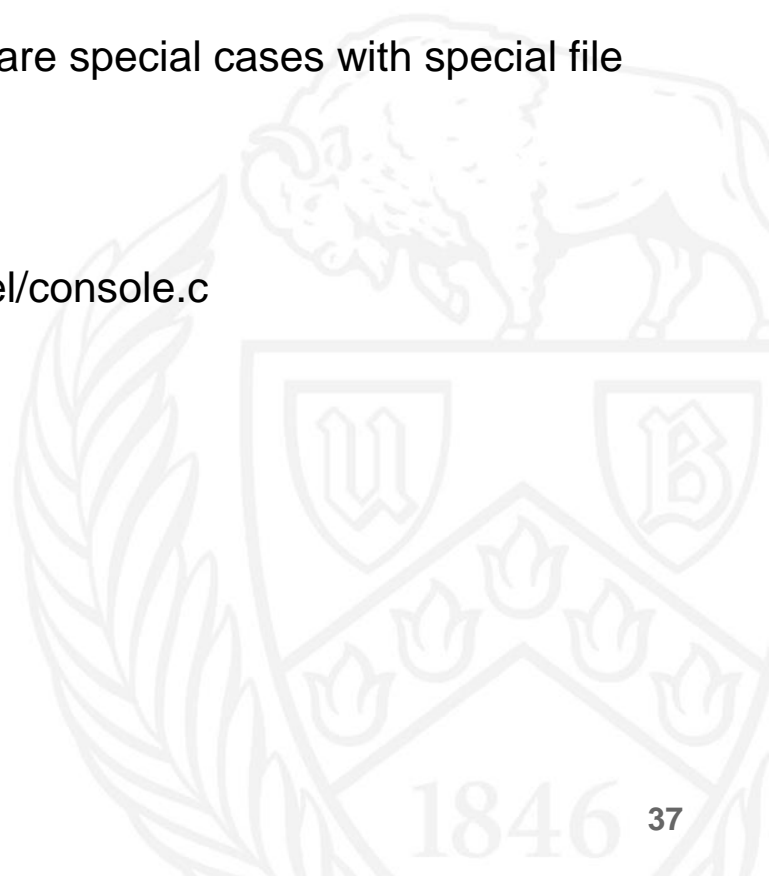 are special cases with special file
el/console.c
U
B
1846
37